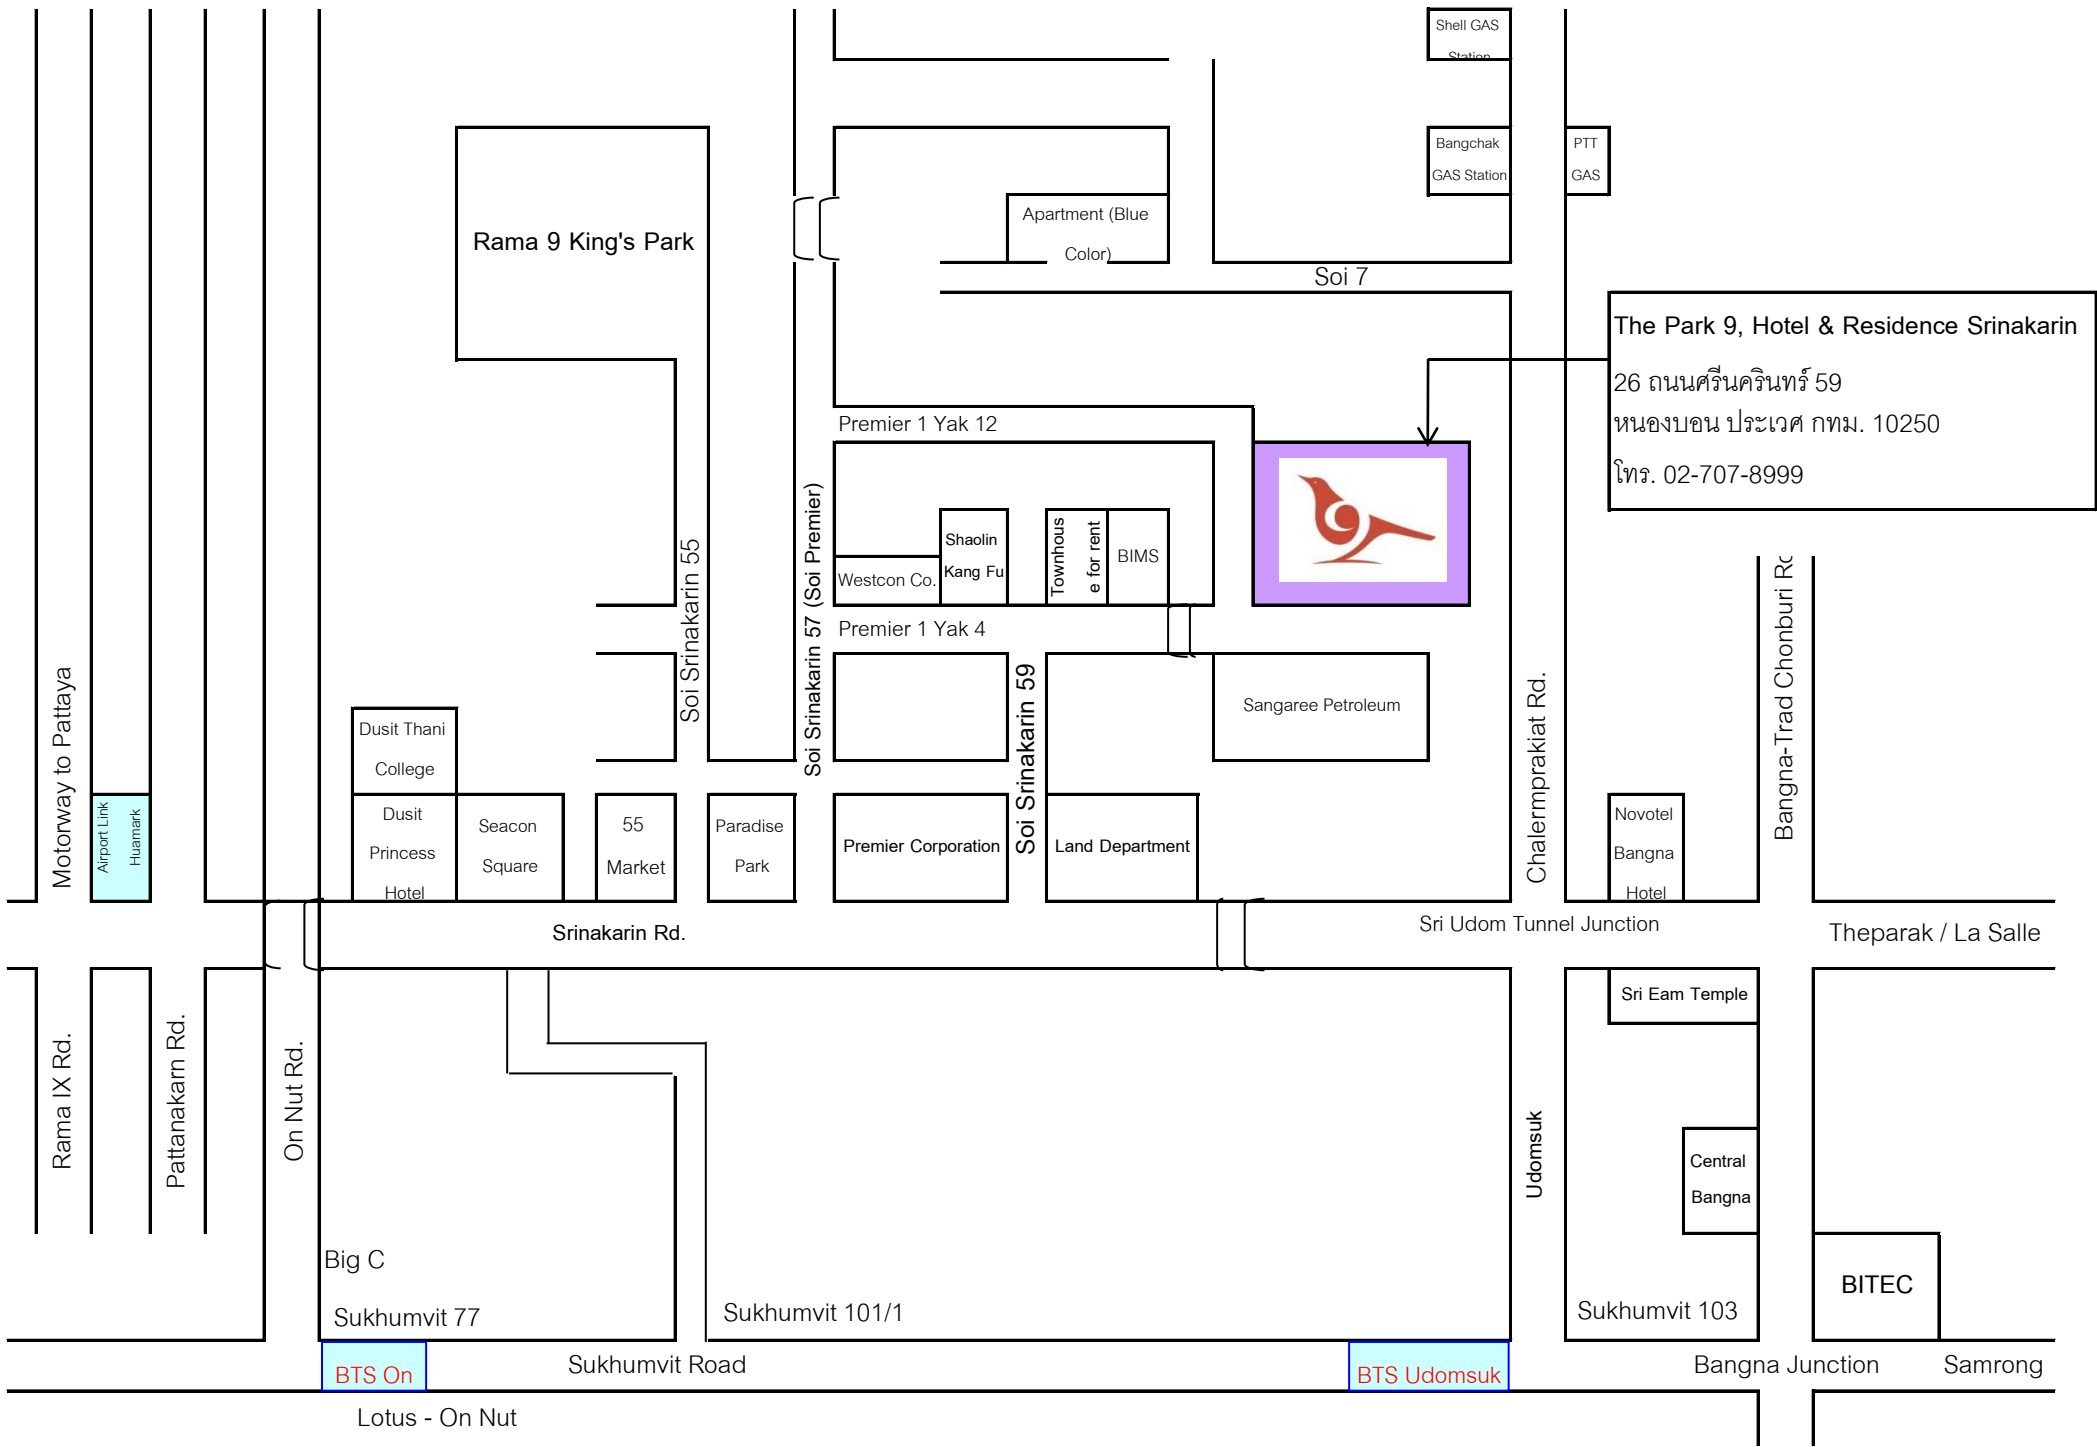 Shell GAS
Station
Bangchak
GAS Station
PTT
GAS
Rama 9 King's Park
Apartment (Blue
Color)
Soi 7
The Park 9, Hotel & Residence Srinakarin
26 ถนนศรีนครินทร์ 59
หนองบอน ประเวศ กทม. 10250
โทร. 02-707-8999
Premier 1 Yak 12
Shaolin
Kang Fu
Westcon Co.
Townhous
e for rent
BIMS
Premier 1 Yak 4
Soi Srinakarin 55
Soi Srinakarin 57 (Soi Premier)
Soi Srinakarin 59
Sangaree Petroleum
Chalermprakiat Rd.
Bangna-Trad Chonburi Rc
Motorway to Pattaya
Airport Link
Huamark
Dusit Thani
College
Dusit
Princess
Hotel
Seacon
Square
55
Market
Paradise
Park
Premier Corporation
Land Department
Novotel
Bangna
Hotel
Srinakarin Rd.
Sri Udom Tunnel Junction
Theparak / La Salle
Sri Eam Temple
Rama IX Rd.
Pattanakarn Rd.
On Nut Rd.
Udomsuk
Central
Bangna
Big C
Sukhumvit 77
Sukhumvit 101/1
Sukhumvit 103
BITEC
BTS On
Sukhumvit Road
BTS Udomsuk
Bangna Junction
Samrong
Lotus - On Nut